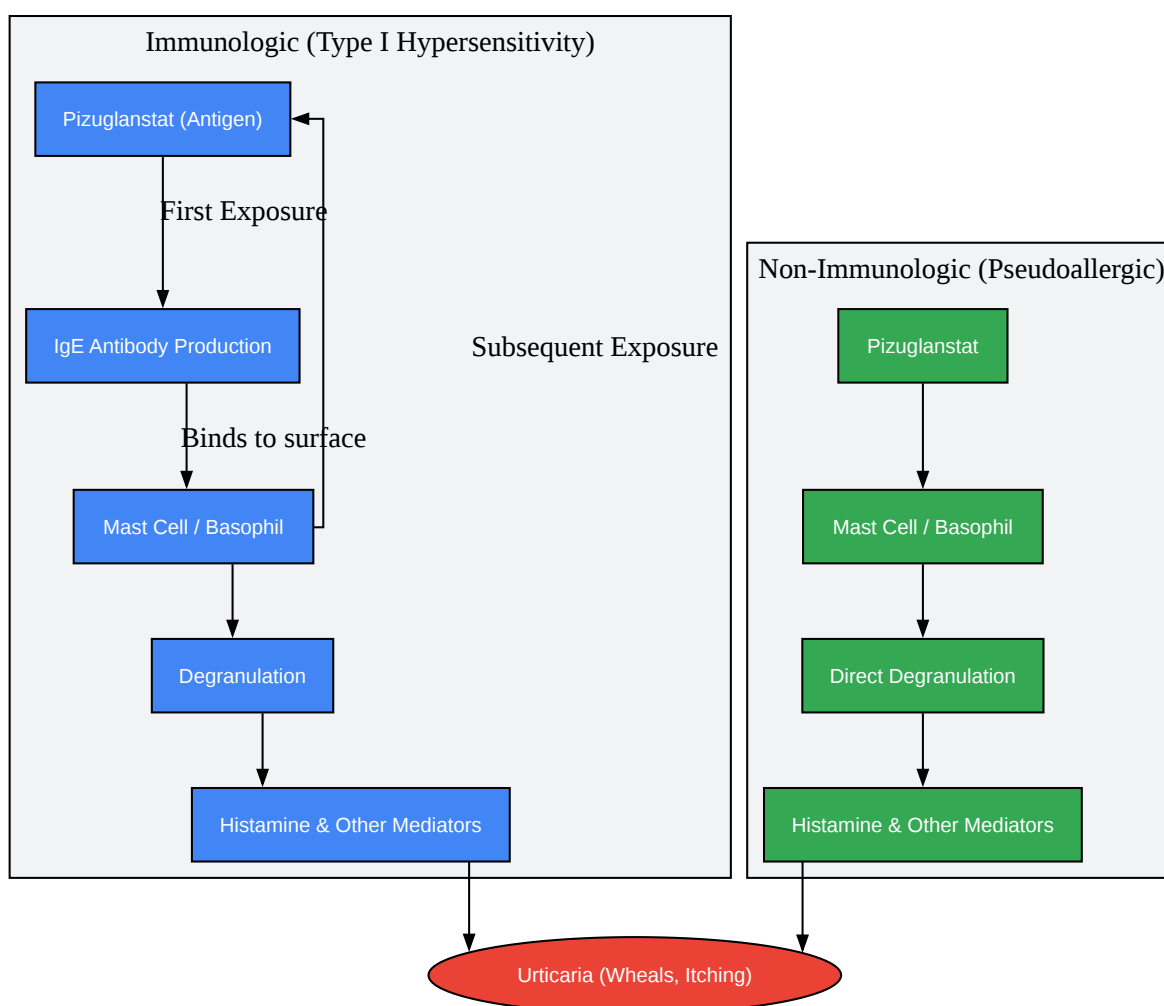 Immunologic (Type I Hypersensitivity)
Pizuglanstat (Antigen)
First Exposure
IgE Antibody Production
Subsequent Exposure
Binds to surface
Mast Cell / Basophil
Degranulation
Histamine & Other Mediators
Non-Immunologic (Pseudoallergic)
Pizuglanstat
Mast Cell / Basophil
Direct Degranulation
Histamine & Other Mediators
Urticaria (Wheals, Itching)